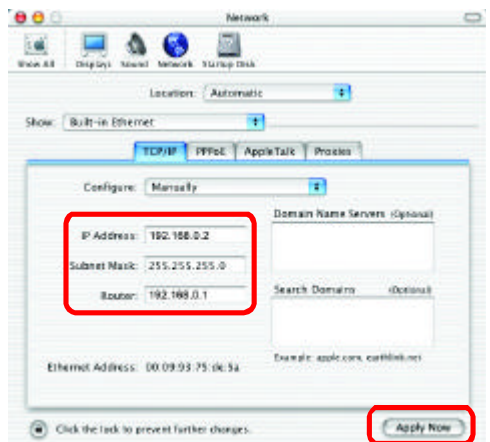 Network
Show All Displays Sound Network Startup Disk
Location: Automatic
Show: Built-in Ethernet
TCP/IP PPPoE AppleTalk Proxies
Configure: Manually
Domain Name Servers (Optional)
IP Address: 192.168.0.2
Subnet Mask: 255.255.255.0
Router: 192.168.0.1
Search Domains (Optional)
Example: apple.com, earthlink.net
Ethernet Address: 00:09:93:75:de:5a
Click the lock to prevent further changes.
Apply Now